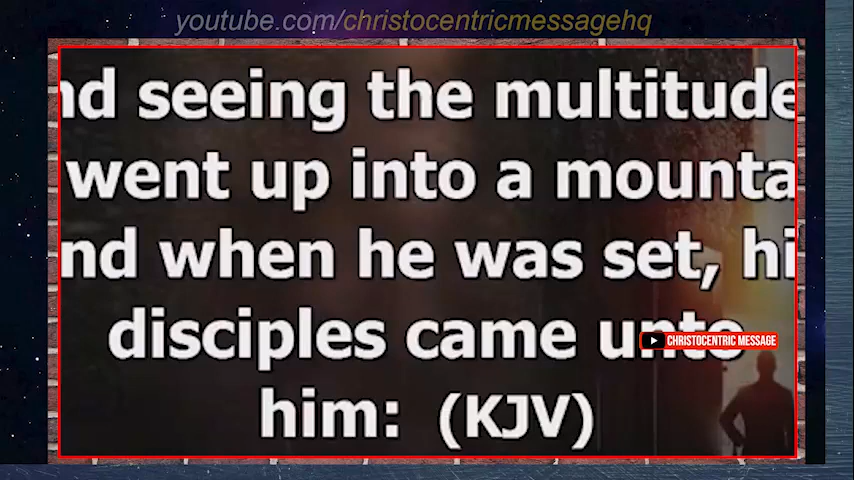 youtube.com/christocentricmessagehq
nd seeing the multitude
went up into a mounta
nd when he was set, hi
disciples came unto
CHRISTOCENTRIC MESSAGE
him: (KJV)